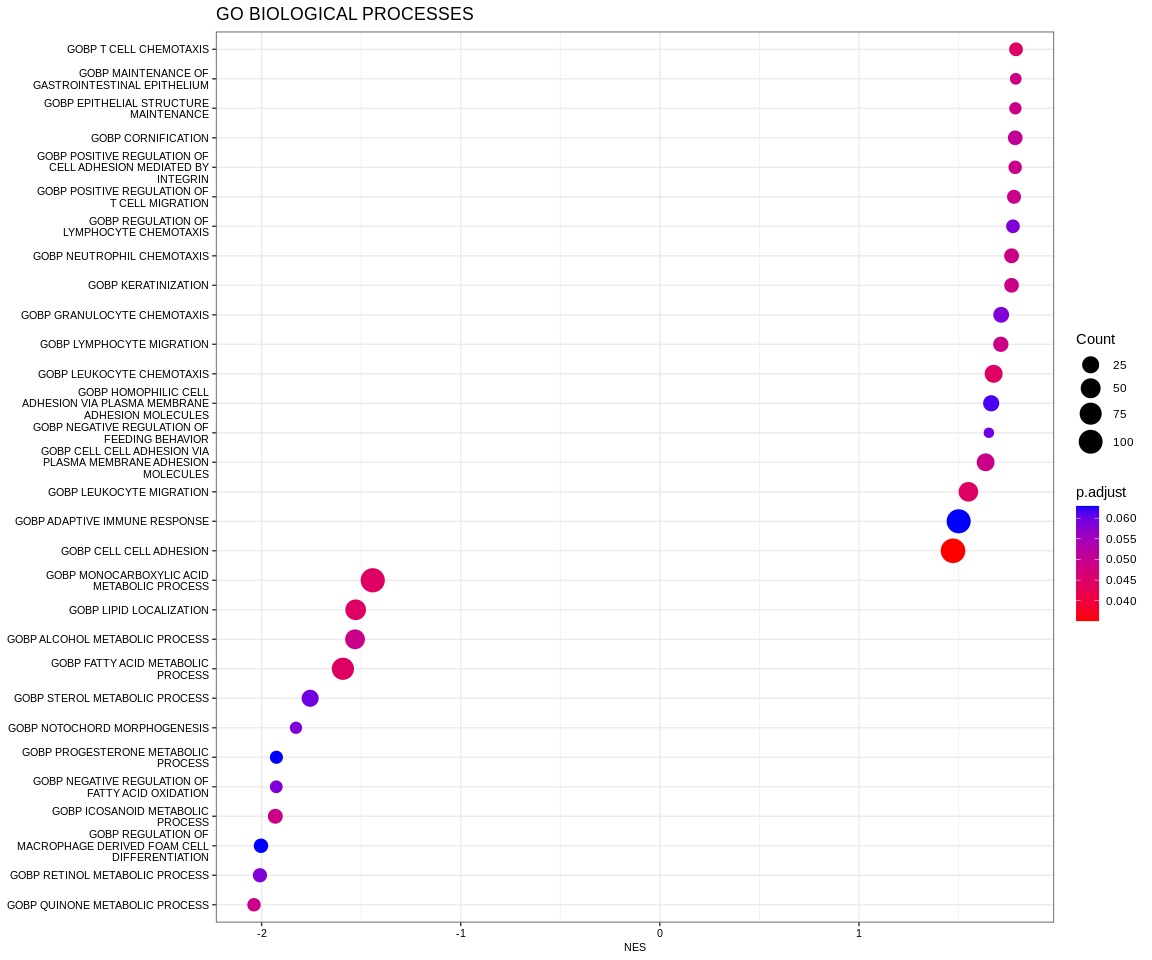 GO BIOLOGICAL PROCESSES
GOBP T CELL CHEMOTAXIS
GOBP MAINTENANCE OF
GASTROINTESTINAL EPITHELIUM
GOBP EPITHELIAL STRUCTURE
MAINTENANCE
GOBP CORNIFICATION
GOBP POSITIVE REGULATION OF
CELL ADHESION MEDIATED BY
INTEGRIN
GOBP POSITIVE REGULATION OF
T CELL MIGRATION
GOBP REGULATION OF
LYMPHOCYTE CHEMOTAXIS
GOBP NEUTROPHIL CHEMOTAXIS
GOBP KERATINIZATION
GOBP GRANULOCYTE CHEMOTAXIS
GOBP LYMPHOCYTE MIGRATION
GOBP LEUKOCYTE CHEMOTAXIS
GOBP HOMOPHILIC CELL
ADHESION VIA PLASMA MEMBRANE
ADHESION MOLECULES
GOBP NEGATIVE REGULATION OF
FEEDING BEHAVIOR
GOBP CELL CELL ADHESION VIA
PLASMA MEMBRANE ADHESION
MOLECULES
GOBP LEUKOCYTE MIGRATION
GOBP ADAPTIVE IMMUNE RESPONSE
GOBP CELL CELL ADHESION
GOBP MONOCARBOXYLIC ACID
METABOLIC PROCESS
GOBP LIPID LOCALIZATION
GOBP ALCOHOL METABOLIC PROCESS
GOBP FATTY ACID METABOLIC
PROCESS
GOBP STEROL METABOLIC PROCESS
GOBP NOTOCHORD MORPHOGENESIS
GOBP PROGESTERONE METABOLIC
PROCESS
GOBP NEGATIVE REGULATION OF
FATTY ACID OXIDATION
GOBP ICOSANOID METABOLIC
PROCESS
GOBP REGULATION OF
MACROPHAGE DERIVED FOAM CELL
DIFFERENTIATION
GOBP RETINOL METABOLIC PROCESS
GOBP QUINONE METABOLIC PROCESS
-2 -1 0 1
NES
Count
25
50
75
100
p.adjust
0.060
0.055
0.050
0.045
0.040